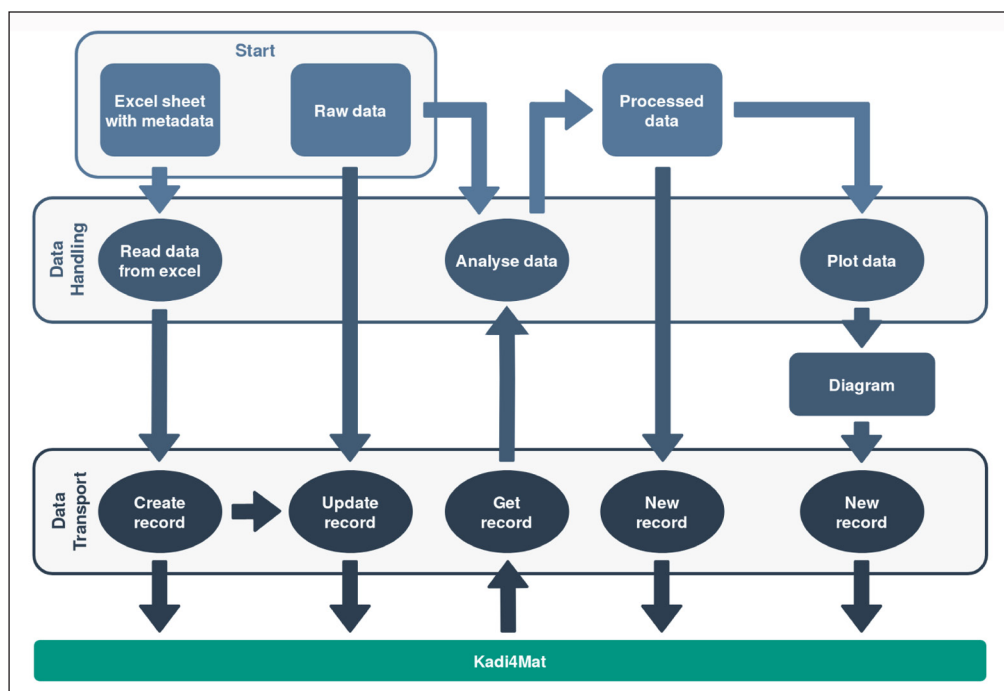 Start
Excel sheet
with metadata
Raw data
Processed
data
Data
Handling
Read data
from excel
Analyse data
Plot data
Diagram
Data
Transport
Create
record
Update
record
Get
record
New
record
New
record
Kadi4Mat